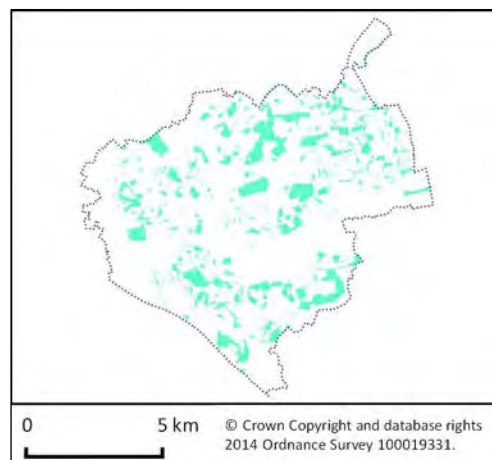 0 5 km
© Crown Copyright and database rights
2014 Ordnance Survey 100019331.